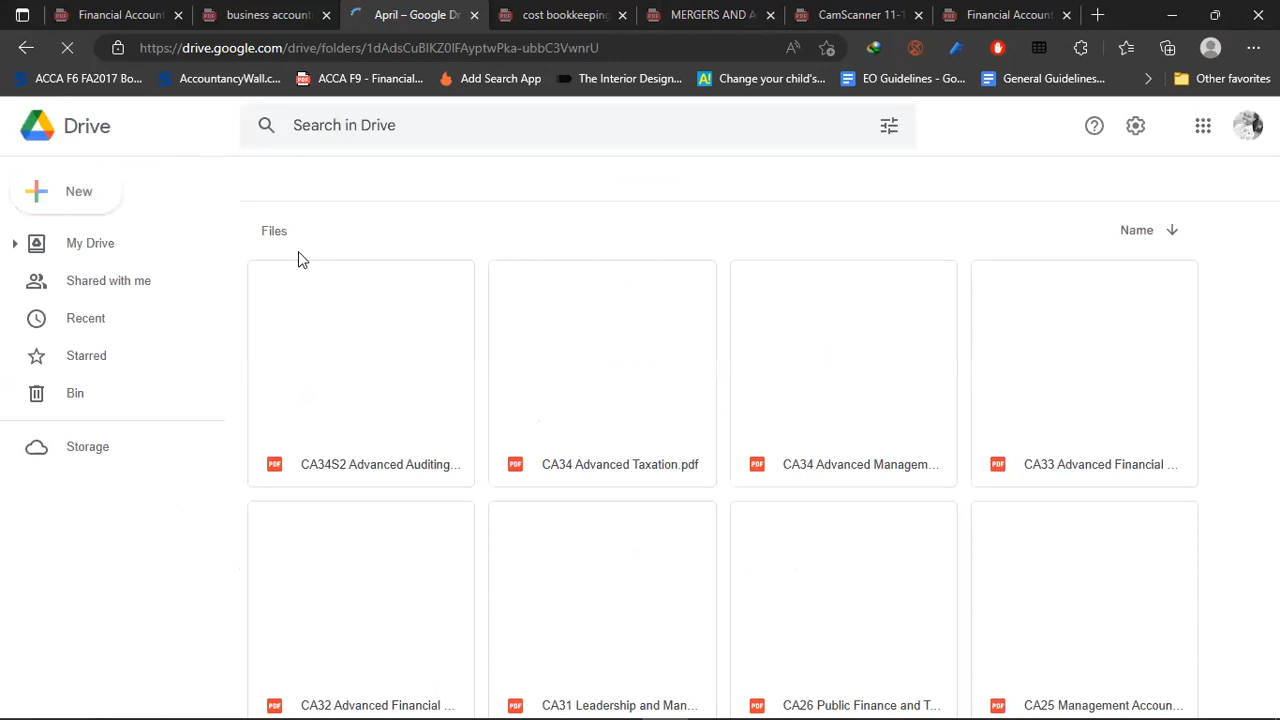 Financial Account
business accounti
April – Google Dr
cost bookkeeping
MERGERS AND A
CamScanner 11-1
Financial Account
https://drive.google.com/drive/folders/1dAdsCuBIKZ0IFAyptwPka-ubbC3VwnrU
ACCA F6 FA2017 Bo...
AccountancyWall.c...
ACCA F9 - Financial...
Add Search App
The Interior Design...
Change your child's...
EO Guidelines - Go...
General Guidelines...
Other favorites
Drive
Search in Drive
New
My Drive
Shared with me
Recent
Starred
Bin
Storage
Files
Name
CA34S2 Advanced Auditing...
CA34 Advanced Taxation.pdf
CA34 Advanced Managem...
CA33 Advanced Financial ...
CA32 Advanced Financial ...
CA31 Leadership and Man...
CA26 Public Finance and T...
CA25 Management Accoun...